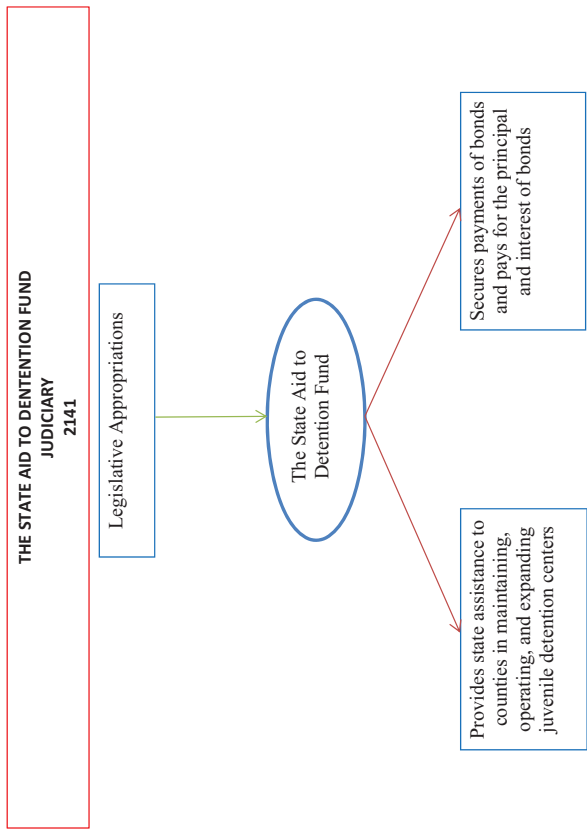 THE STATE AID TO DENTENTION FUND
JUDICIARY
2141
Legislative Appropriations
The State Aid to
Detention Fund
Provides state assistance to
counties in maintaining,
operating, and expanding
juvenile detention centers
Secures payments of bonds
and pays for the principal
and interest of bonds